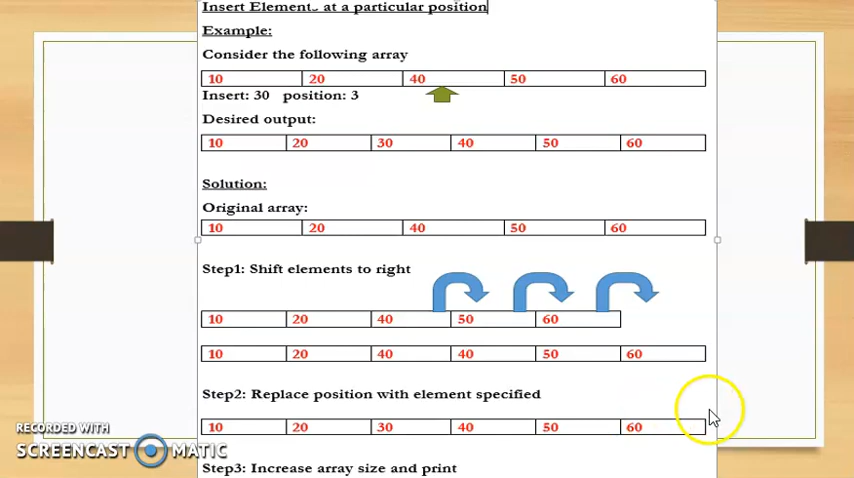 Insert Elements at a particular position
Example:
Consider the following array
10 20 40 50 60
Insert: 30 position: 3
Desired output:
10 20 30 40 50 60
Solution:
Original array:
10 20 40 50 60
Step1: Shift elements to right
10 20 40 50 60
10 20 40 40 50 60
Step2: Replace position with element specified
10 20 30 40 50 60
Step3: Increase array size and print
RECORDED WITH
SCREENCAST MATIC